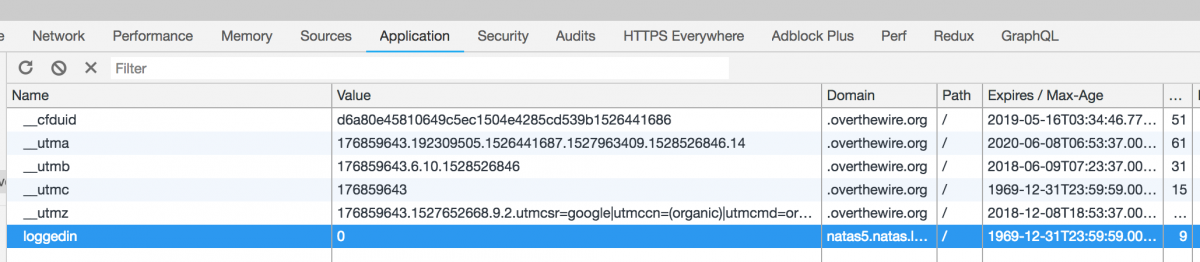 Network Performance Memory Sources Application Security Audits HTTPS Everywhere Adblock Plus Perf Redux GraphQL
Filter
Name Value Domain Path Expires / Max-Age ...
__cfduid d6a80e45810649c5ec1504e4285cd539b1526441686 .overthewire.org / 2019-05-16T03:34:46.77... 51
__utma 176859643.192309505.1526441687.1527963409.1528526846.14 .overthewire.org / 2020-06-08T06:53:37.00... 61
__utmb 176859643.6.10.1528526846 .overthewire.org / 2018-06-09T07:23:37.00... 31
__utmc 176859643 .overthewire.org / 1969-12-31T23:59:59.00... 15
__utmz 176859643.1527652668.9.2.utmcsr=google|utmccn=(organic)|utmcmd=or... .overthewire.org / 2018-12-08T18:53:37.00... ...
loggedin 0 natas5.natas.l... / 1969-12-31T23:59:59.00... 9